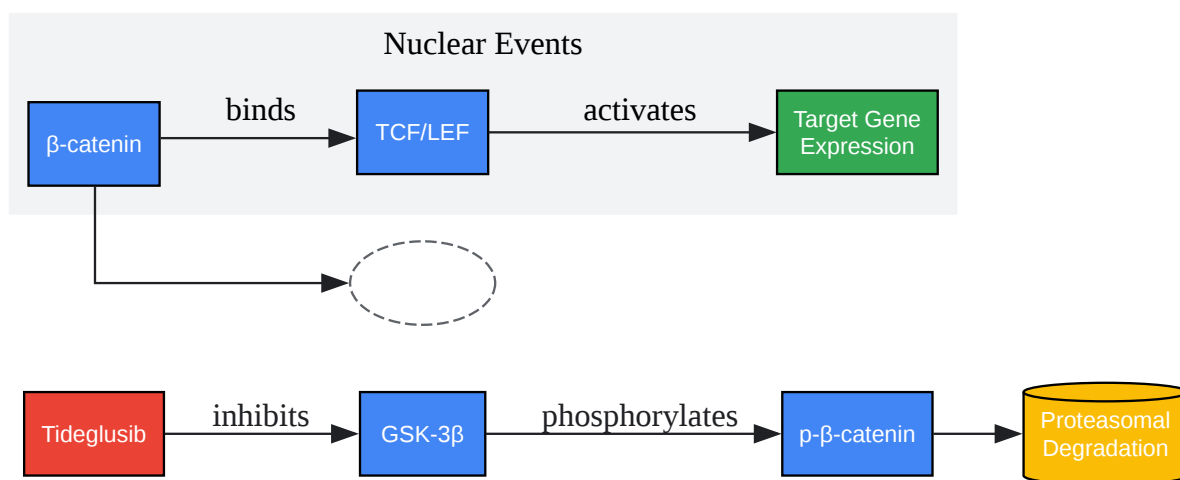 Nuclear Events
β-catenin
binds
TCF/LEF
activates
Target Gene
Expression
Tideglusib
inhibits
GSK-3β
phosphorylates
p-β-catenin
Proteasomal
Degradation